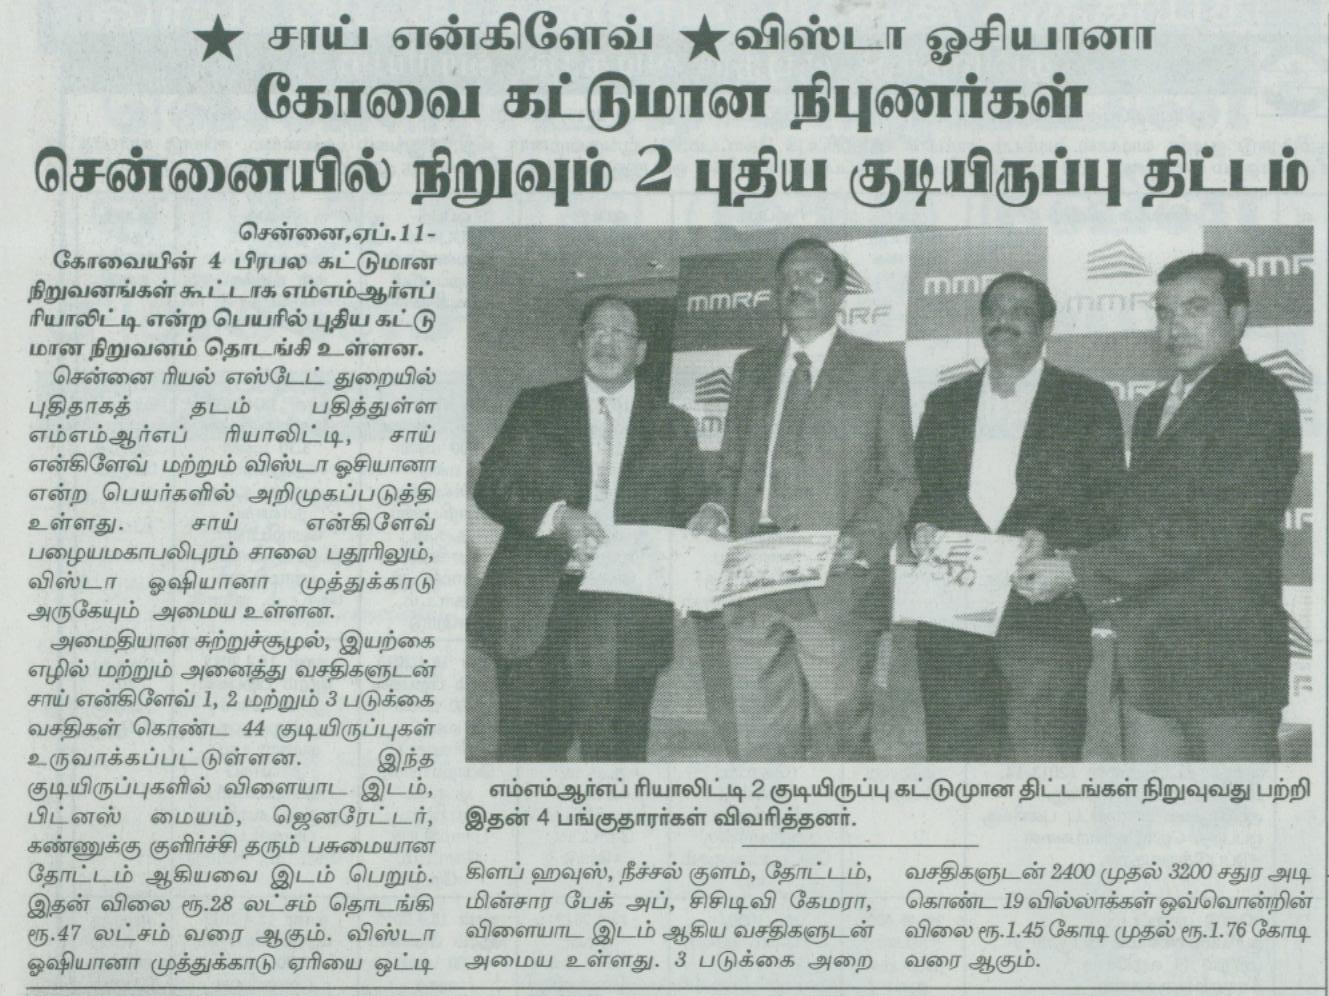 ★ சாய் என்கிளேவ் ★விஸ்டா ஓசியானா
கோவை கட்டுமான நிபுணர்கள்
சென்னையில் நிறுவும் 2 புதிய குடியிருப்பு திட்டம்
சென்னை,ஏப்.11-
கோவையின் 4 பிரபல கட்டுமான
நிறுவனங்கள் கூட்டாக எம்எம்ஆர்எப்
ரியாலிட்டி என்ற பெயரில் புதிய கட்டு
மான நிறுவனம் தொடங்கி உள்ளன.
சென்னை ரியல் எஸ்டேட் துறையில்
புதிதாகத் தடம் பதித்துள்ள
எம்எம்ஆர்எப் ரியாலிட்டி, சாய்
என்கிளேவ் மற்றும் விஸ்டா ஓசியானா
என்ற பெயர்களில் அறிமுகப்படுத்தி
உள்ளது. சாய் என்கிளேவ்
பழையமகாபலிபுரம் சாலை பதூரிலும்,
விஸ்டா ஓஷியானா முத்துக்காடு
அருகேயும் அமைய உள்ளன.
அமைதியான சுற்றுச்சூழல், இயற்கை
எழில் மற்றும் அனைத்து வசதிகளுடன்
சாய் என்கிளேவ் 1, 2 மற்றும் 3 படுக்கை
வசதிகள் கொண்ட 44 குடியிருப்புகள்
உருவாக்கப்பட்டுள்ளன. இந்த
குடியிருப்புகளில் விளையாட இடம்,
பிட்னஸ் மையம், ஜெனரேட்டர்,
கண்ணுக்கு குளிர்ச்சி தரும் பசுமையான
தோட்டம் ஆகியவை இடம் பெறும்.
இதன் விலை ரூ.28 லட்சம் தொடங்கி
ரூ.47 லட்சம் வரை ஆகும். விஸ்டா
ஓஷியானா முத்துக்காடு ஏரியை ஒட்டி
MMRF
MMRF
MMRF
எம்எம்ஆர்எப் ரியாலிட்டி 2 குடியிருப்பு கட்டுமுான திட்டங்கள் நிறுவுவது பற்றி
இதன் 4 பங்குதாரர்கள் விவரித்தனர்.
கிளப் ஹவுஸ், நீச்சல் குளம், தோட்டம்,
மின்சார பேக் அப், சிசிடிவி கேமரா,
விளையாட இடம் ஆகிய வசதிகளுடன்
அமைய உள்ளது. 3 படுக்கை அறை
வசதிகளுடன் 2400 முதல் 3200 சதுர அடி
கொண்ட 19 வில்லாக்கள் ஒவ்வொன்றின்
விலை ரூ.1.45 கோடி முதல் ரூ.1.76 கோடி
வரை ஆகும்.